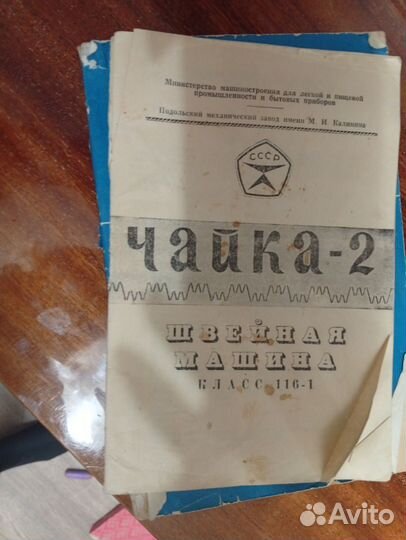 Министерство машиностроения для легкой и пищевой
промышленности и бытовых приборов
Подольский механический завод имени М. И Калинина
СССР
Чайка-2
ШВЕЙНАЯ
МАШИНА
КЛАСС 116-1
Avito